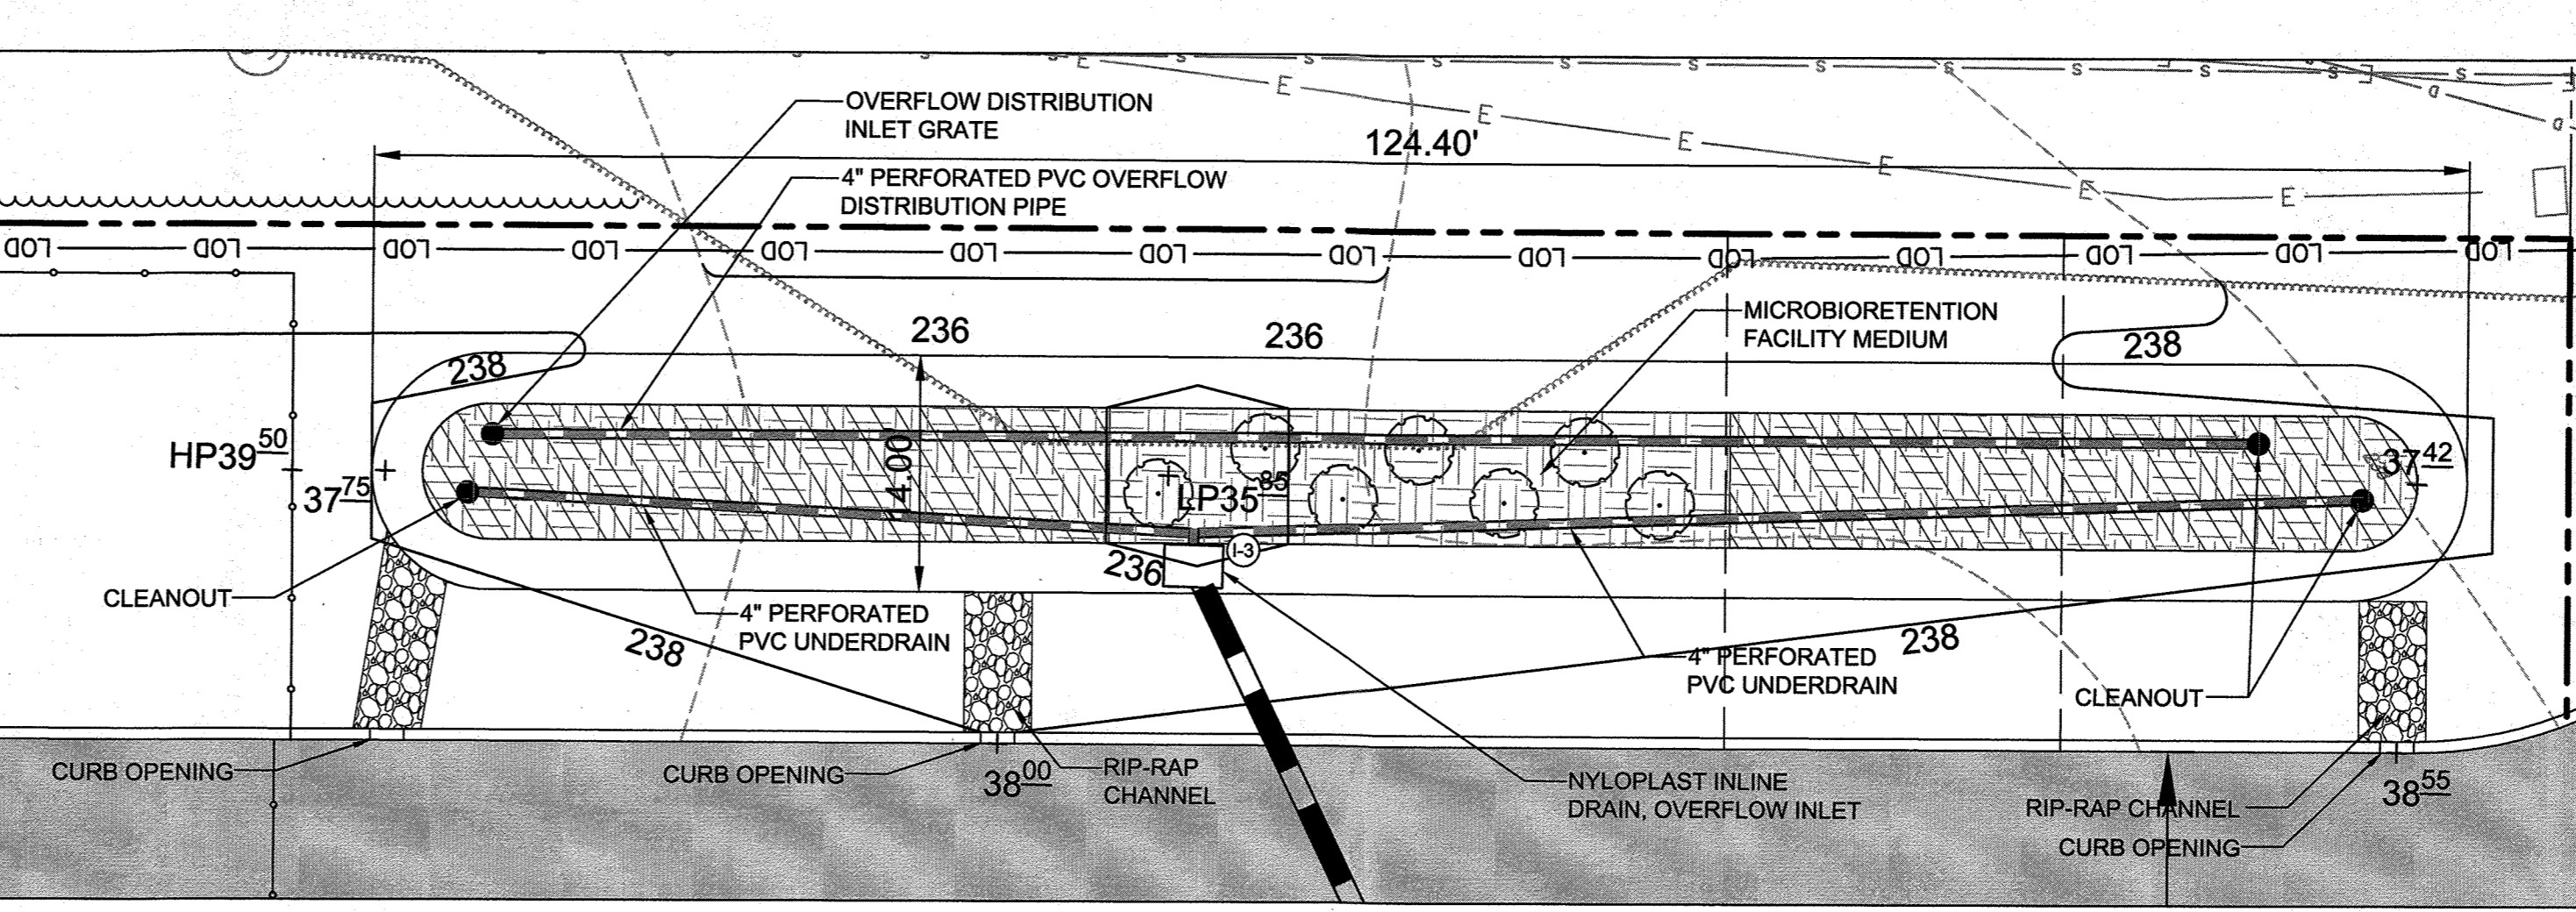 S S S S S S S S S S S S
E E E E E E E
D D
OVERFLOW DISTRIBUTION
INLET GRATE
124.40'
4" PERFORATED PVC OVERFLOW
DISTRIBUTION PIPE
LOD LOD LOD LOD LOD LOD LOD LOD LOD LOD LOD LOD LOD LOD
236
236
MICROBIORETENTION
FACILITY MEDIUM
238
238
HP39 50
37 75
14.00'
LP35 85
37 42
I-3
236
CLEANOUT
4" PERFORATED
PVC UNDERDRAIN
238
238
4" PERFORATED
PVC UNDERDRAIN
CLEANOUT
CURB OPENING
CURB OPENING
38 00
RIP-RAP
CHANNEL
NYLOPLAST INLINE
DRAIN, OVERFLOW INLET
RIP-RAP CHANNEL
38 55
CURB OPENING